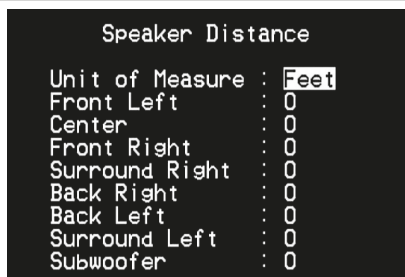 Speaker Distance
Unit of Measure : Feet
Front Left : 0
Center : 0
Front Right : 0
Surround Right : 0
Back Right : 0
Back Left : 0
Surround Left : 0
Subwoofer : 0